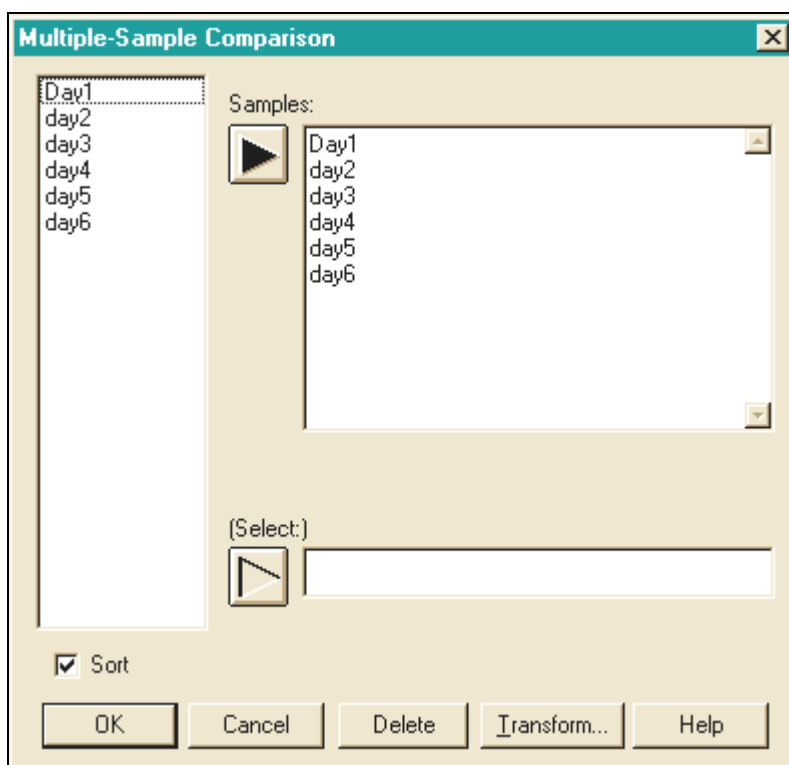 Multiple-Sample Comparison
Day1
day2
day3
day4
day5
day6
Samples:
Day1
day2
day3
day4
day5
day6
(Select:)
Sort
OK
Cancel
Delete
Transform...
Help